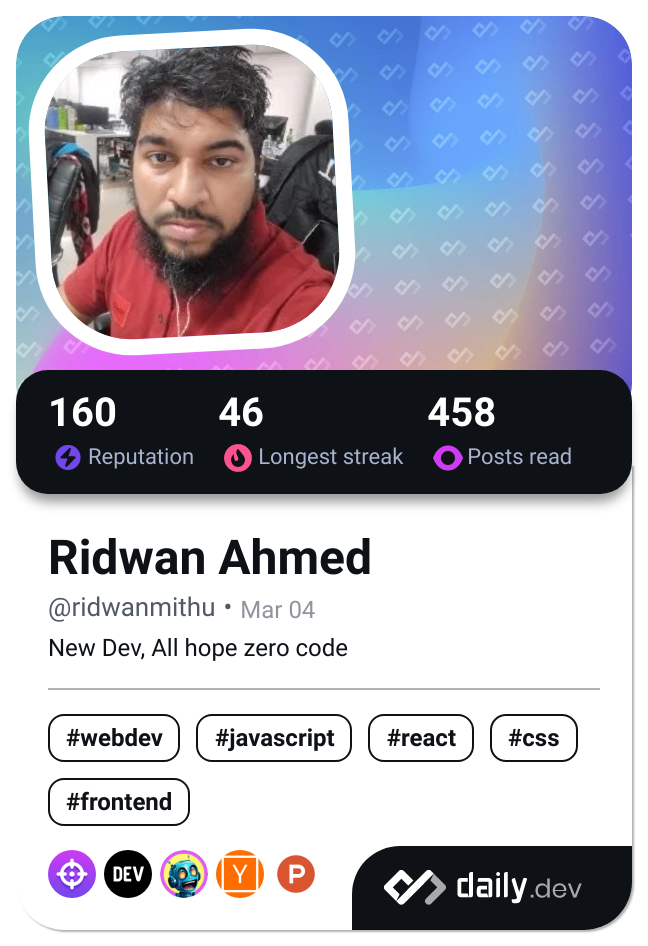 160 46 458
Reputation Longest streak Posts read
Ridwan Ahmed
@ridwanmithu • Mar 04
New Dev, All hope zero code
#webdev #javascript #react #css
#frontend
DEV Y P
daily.dev